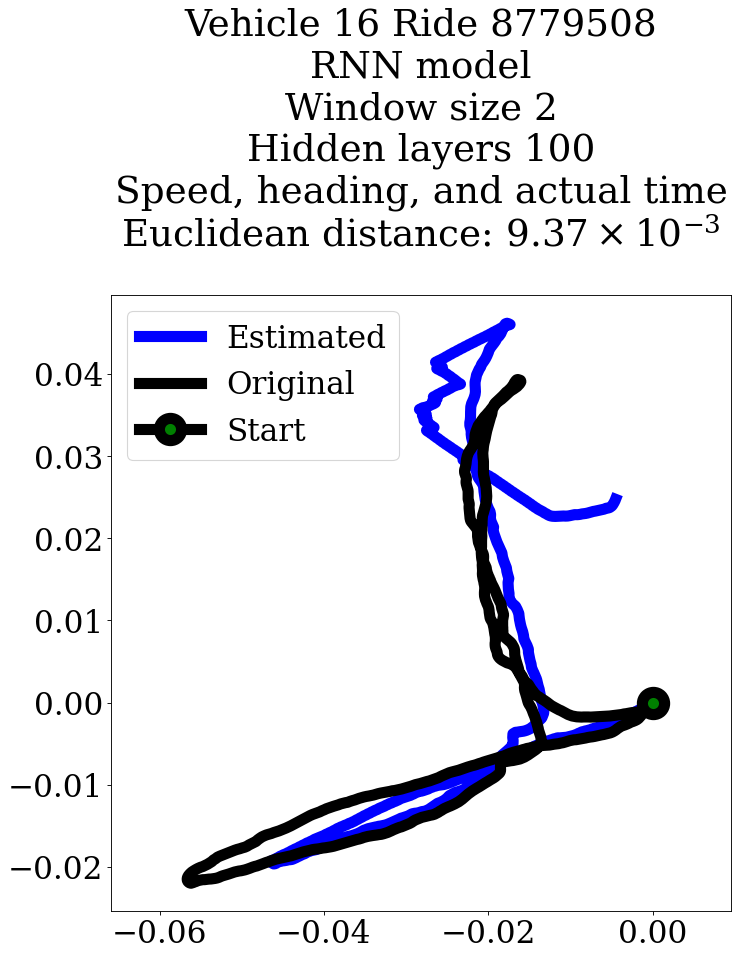 Vehicle 16 Ride 8779508
RNN model
Window size 2
Hidden layers 100
Speed, heading, and actual time
Euclidean distance: 9.37 × 10⁻³
Estimated
Original
Start
0.04
0.03
0.02
0.01
0.00
−0.01
−0.02
−0.06 −0.04 −0.02 0.00